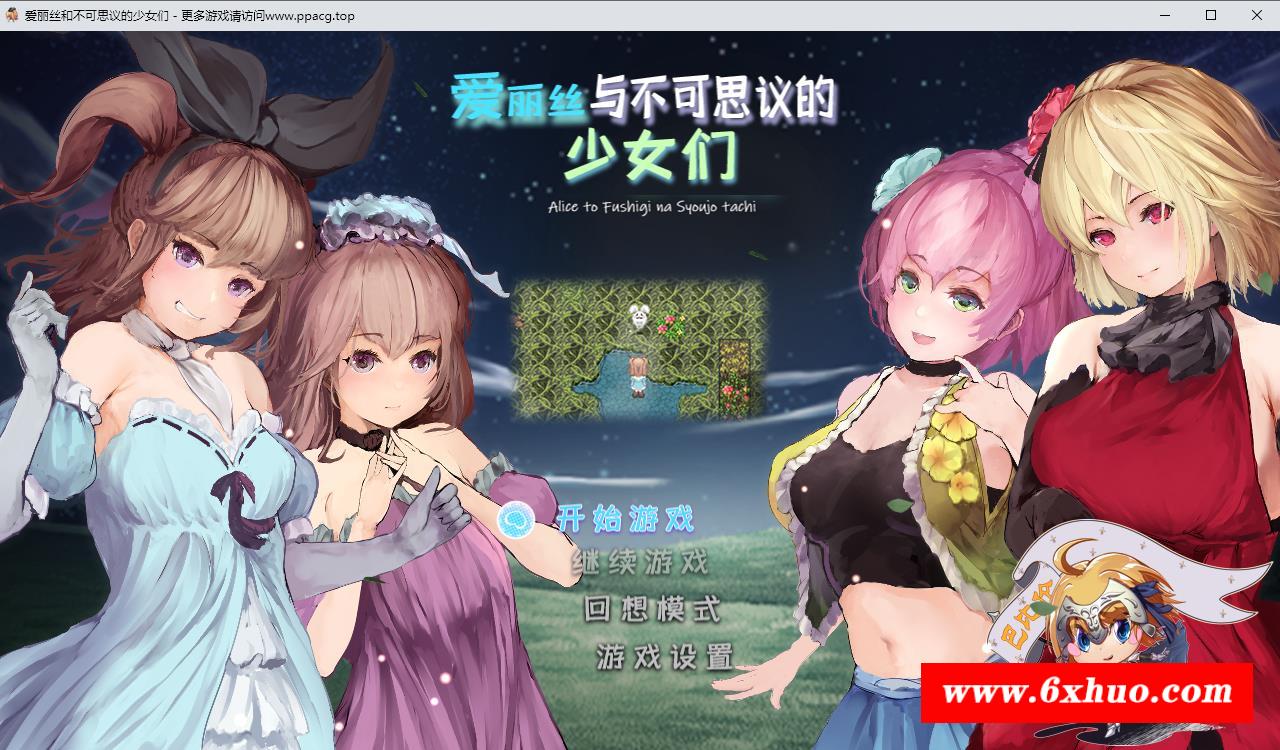 爱丽丝和不可思议的少女们 - 更多游戏请访问www.ppacg.top
爱丽丝与不可思议的
少女们
Alice to Fushigi na Syoujo tachi
开始游戏
继续游戏
回想模式
游戏设置
www.6xhuo.com